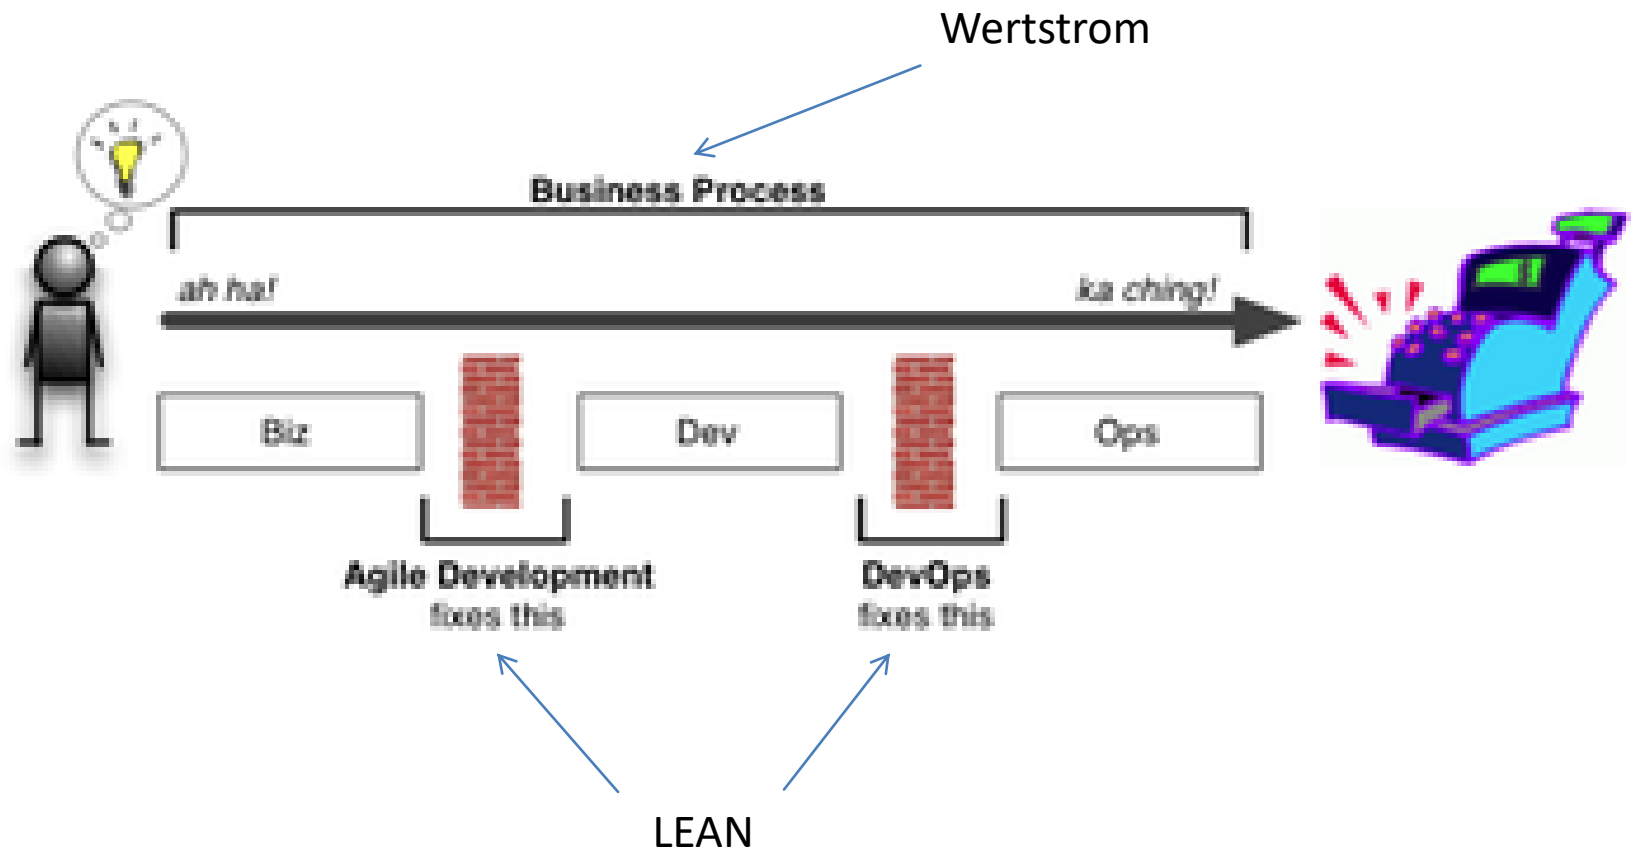 Wertstrom
Business Process
ah ha!
ka ching!
Biz
Dev
Ops
Agile Development
fixes this
DevOps
fixes this
LEAN